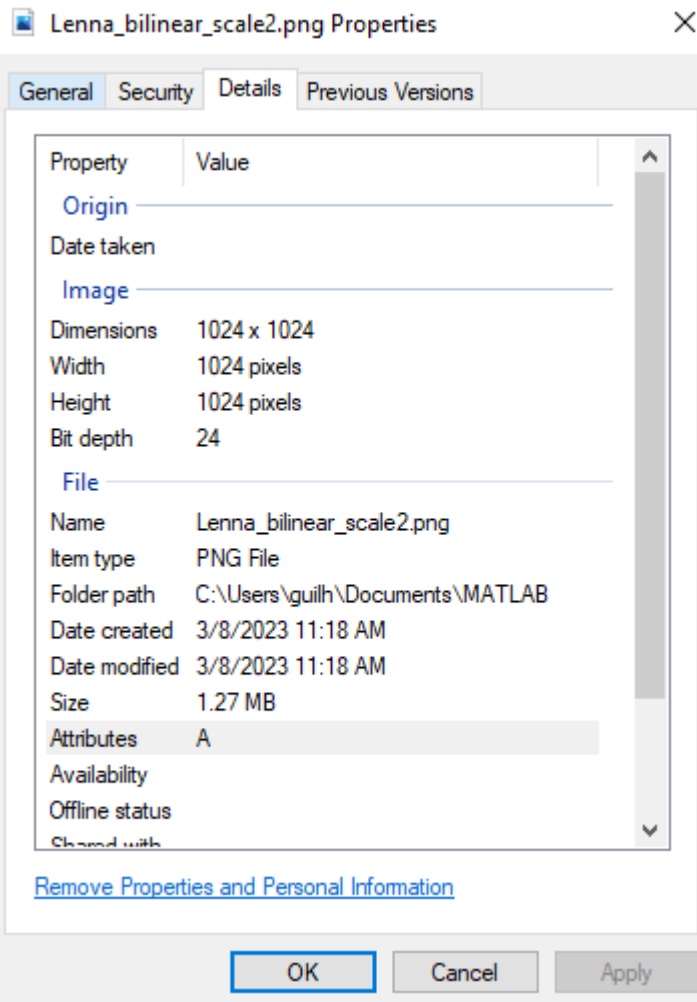 Lenna_bilinear_scale2.png Properties
General Security Details Previous Versions
Property Value
Origin
Date taken
Image
Dimensions 1024 x 1024
Width 1024 pixels
Height 1024 pixels
Bit depth 24
File
Name Lenna_bilinear_scale2.png
Item type PNG File
Folder path C:\Users\guilh\Documents\MATLAB
Date created 3/8/2023 11:18 AM
Date modified 3/8/2023 11:18 AM
Size 1.27 MB
Attributes A
Availability
Offline status
Shared with
Remove Properties and Personal Information
OK Cancel Apply